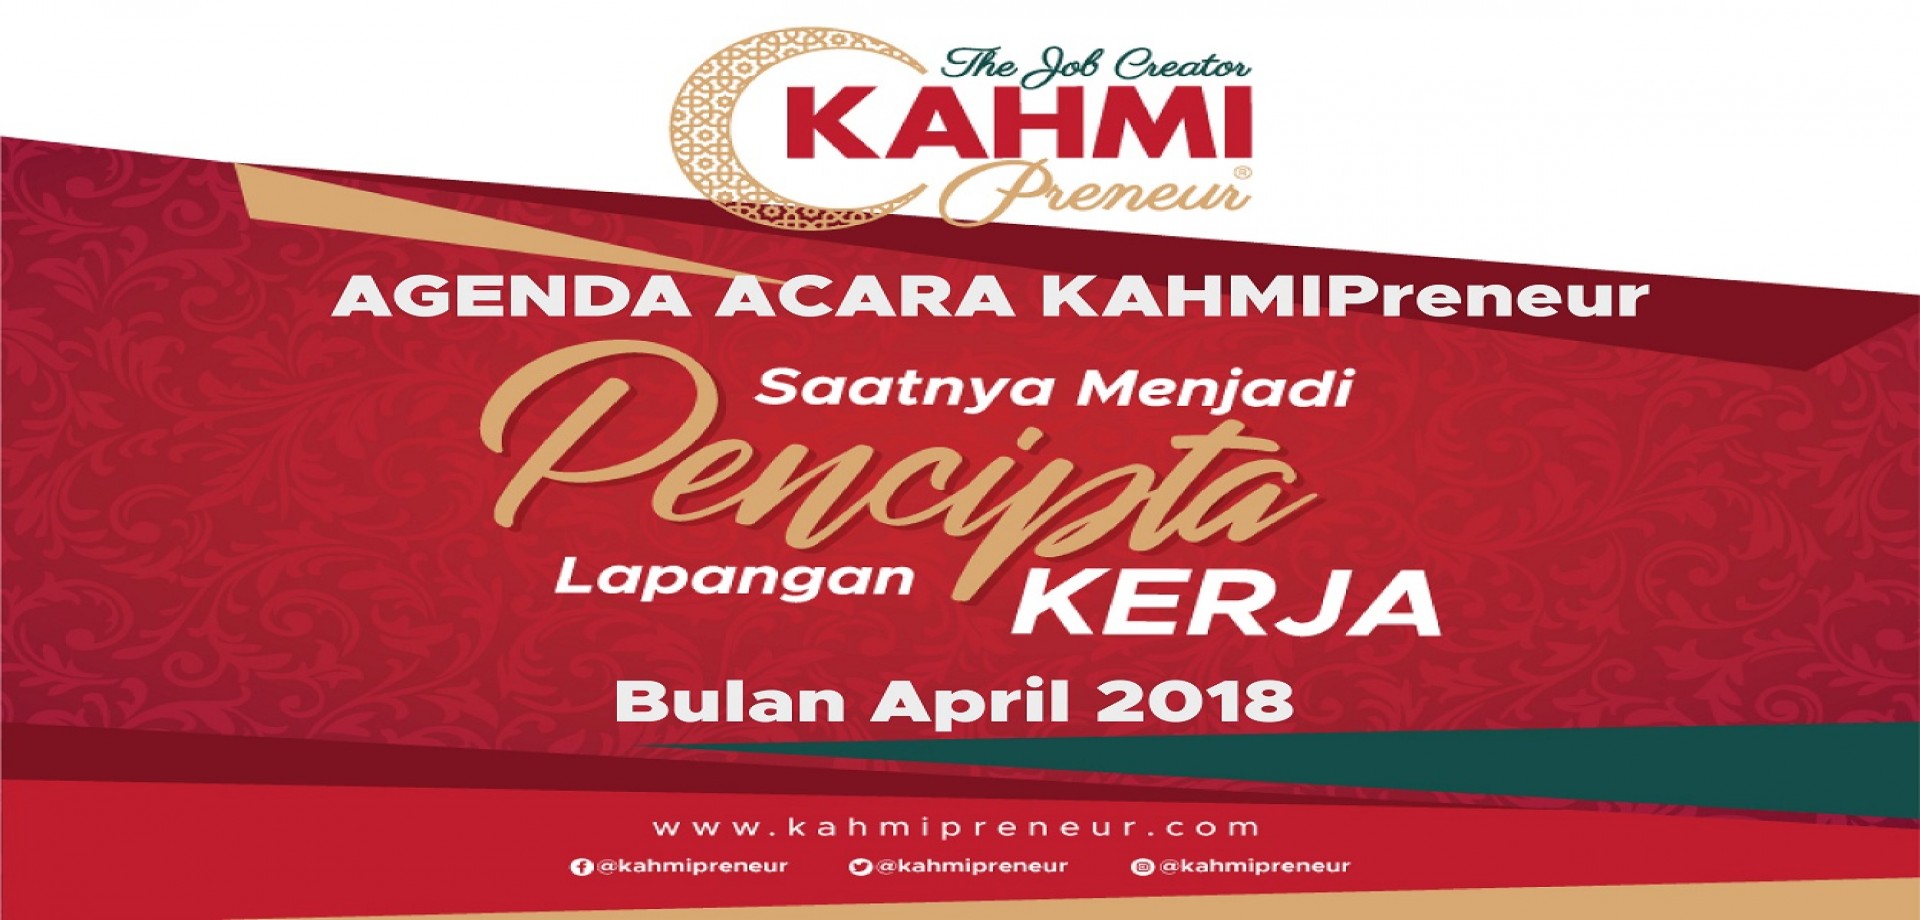 The Job Creator
KAHMI
Preneur®
AGENDA ACARA KAHMIPreneur
Saatnya Menjadi
Pencipta
Lapangan KERJA
Bulan April 2018
www.kahmipreneur.com
@kahmipreneur @kahmipreneur @kahmipreneur